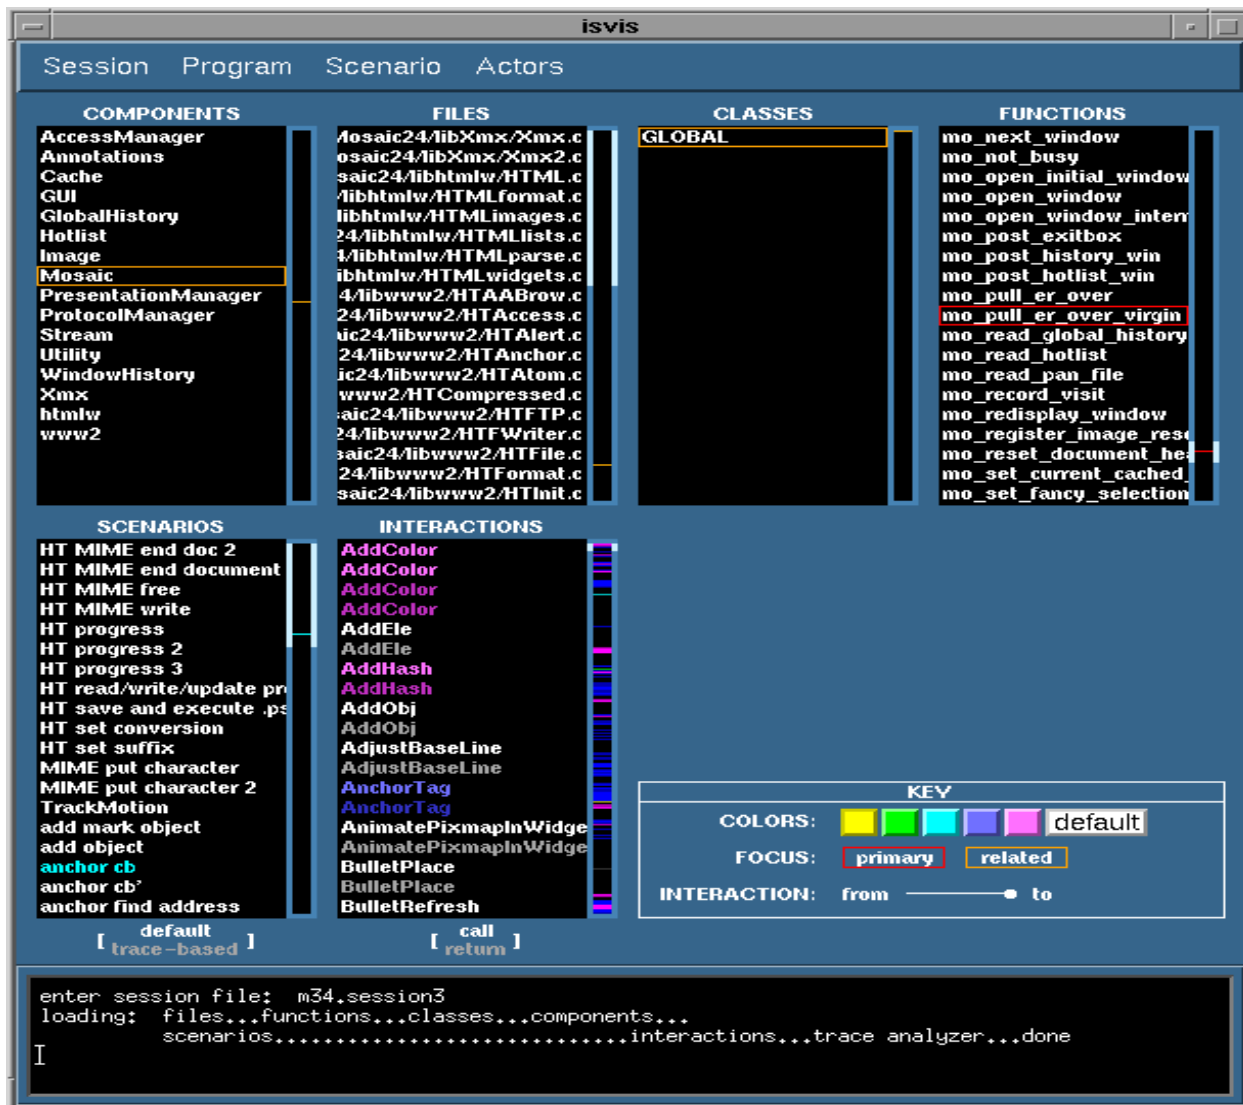 isvis
Session Program Scenario Actors
COMPONENTS
AccessManager
Annotations
Cache
GUI
GlobalHistory
Hotlist
Image
Mosaic
PresentationManager
ProtocolManager
Stream
Utility
WindowHistory
Xmx
htmlw
www2
FILES
Mosaic24/libXmx/Xmx.c
osaic24/libXmx/Xmx2.c
saic24/libhtmlw/HTML.c
/libhtmlw/HTMLformat.c
libhtmlw/HTMLimages.c
24/libhtmlw/HTMLlists.c
4/libhtmlw/HTMLparse.c
ibhtmlw/HTMLwidgets.c
4/libwww2/HTAABrow.c
24/libwww2/HTAccess.c
aic24/libwww2/HTAlert.c
24/libwww2/HTAnchor.c
ic24/libwww2/HTAtom.c
www2/HTCompressed.c
saic24/libwww2/HTFTP.c
24/libwww2/HTFWriter.c
saic24/libwww2/HTFile.c
24/libwww2/HTFormat.c
saic24/libwww2/HTInit.c
CLASSES
GLOBAL
FUNCTIONS
mo_next_window
mo_not_busy
mo_open_initial_window
mo_open_window
mo_open_window_intern
mo_post_exitbox
mo_post_history_win
mo_post_hotlist_win
mo_pull_er_over
mo_pull_er_over_virgin
mo_read_global_history
mo_read_hotlist
mo_read_pan_file
mo_record_visit
mo_redisplay_window
mo_register_image_reso
mo_reset_document_hea
mo_set_current_cached_
mo_set_fancy_selection
SCENARIOS
HT MIME end doc 2
HT MIME end document
HT MIME free
HT MIME write
HT progress
HT progress 2
HT progress 3
HT read/write/update pr
HT save and execute .ps
HT set conversion
HT set suffix
MIME put character
MIME put character 2
TrackMotion
add mark object
add object
anchor cb
anchor cb'
anchor find address
[ default
trace-based ]
INTERACTIONS
AddColor
AddColor
AddColor
AddColor
AddEle
AddEle
AddHash
AddHash
AddObj
AddObj
AdjustBaseLine
AdjustBaseLine
AnchorTag
AnchorTag
AnimatePixmapInWidge
AnimatePixmapInWidge
BulletPlace
BulletPlace
BulletRefresh
[ call
return ]
KEY
COLORS: default
FOCUS: primary related
INTERACTION: from to
enter session file: m34.session3
loading: files...functions...classes...components...
scenarios.............................interactions...trace analyzer...done